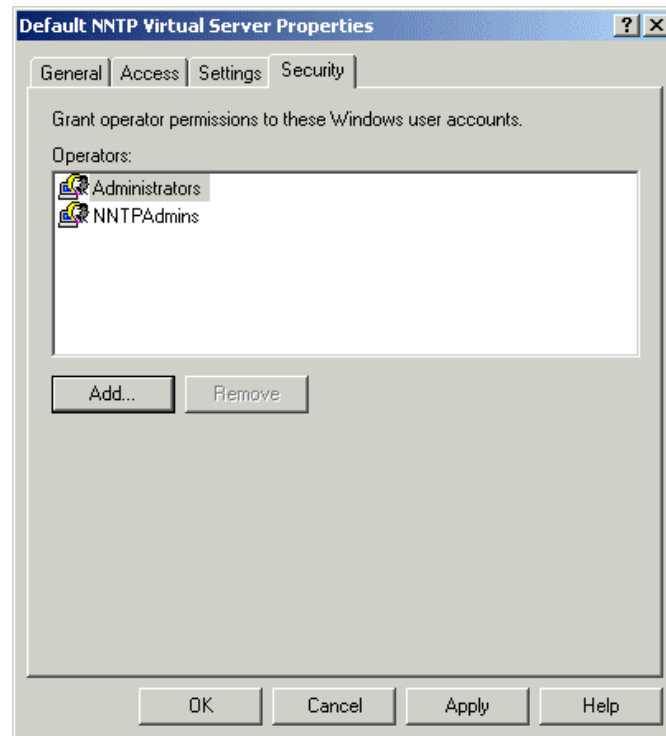 Default NNTP Virtual Server Properties
General Access Settings Security
Grant operator permissions to these Windows user accounts.
Operators:
Administrators
NNTPAdmins
Add... Remove
OK Cancel Apply Help